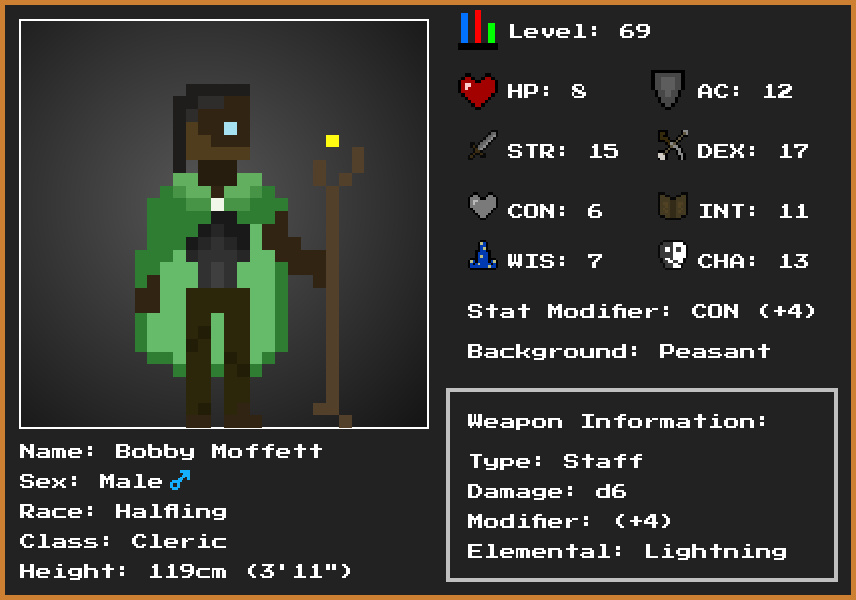 Level: 69
HP: 8 AC: 12
STR: 15 DEX: 17
CON: 6 INT: 11
WIS: 7 CHA: 13
Stat Modifier: CON (+4)
Background: Peasant
Weapon Information:
Type: Staff
Damage: d6
Modifier: (+4)
Elemental: Lightning
Name: Bobby Moffett
Sex: Male ♂
Race: Halfling
Class: Cleric
Height: 119cm (3'11")